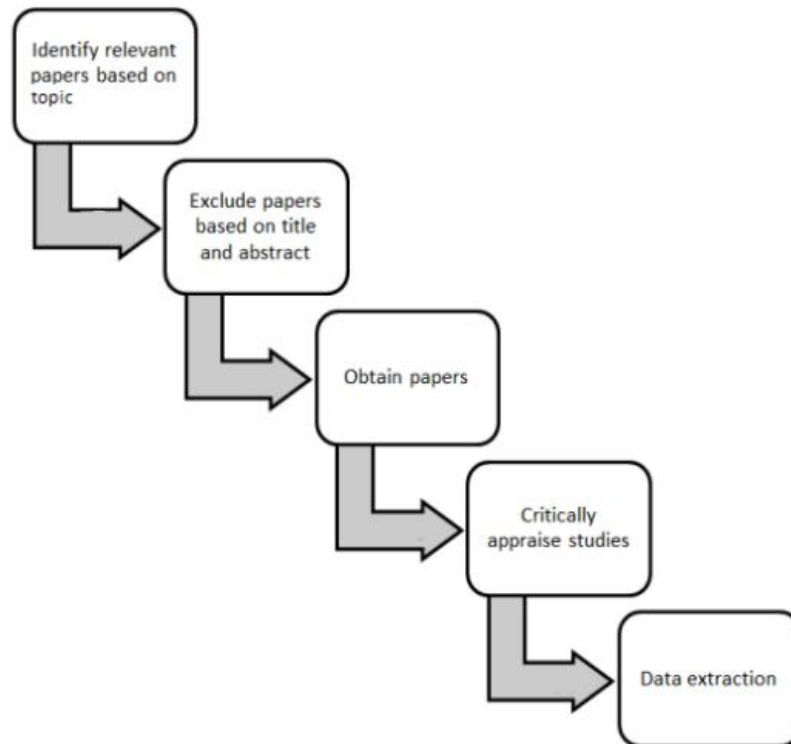 Identify relevant
papers based on
topic
Exclude papers
based on title
and abstract
Obtain papers
Critically
appraise studies
Data extraction